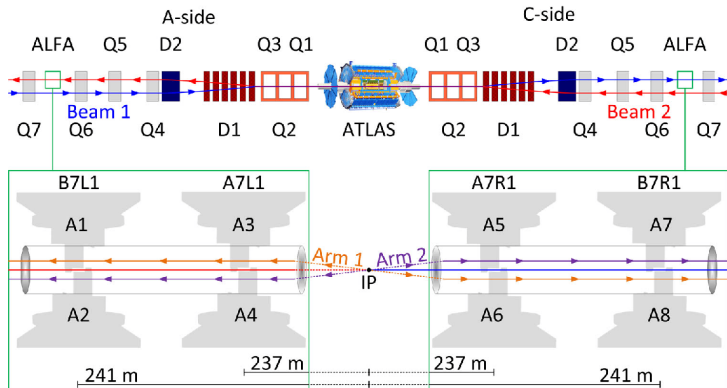 A-side C-side
ALFA Q5 D2 Q3 Q1 Q1 Q3 D2 Q5 ALFA
Beam 1 Beam 2
Q7 Q6 Q4 D1 Q2 ATLAS Q2 D1 Q4 Q6 Q7
B7L1 A7L1 A7R1 B7R1
A1 A3 A5 A7
Arm 1 Arm 2
IP
A2 A4 A6 A8
237 m 237 m
241 m 241 m